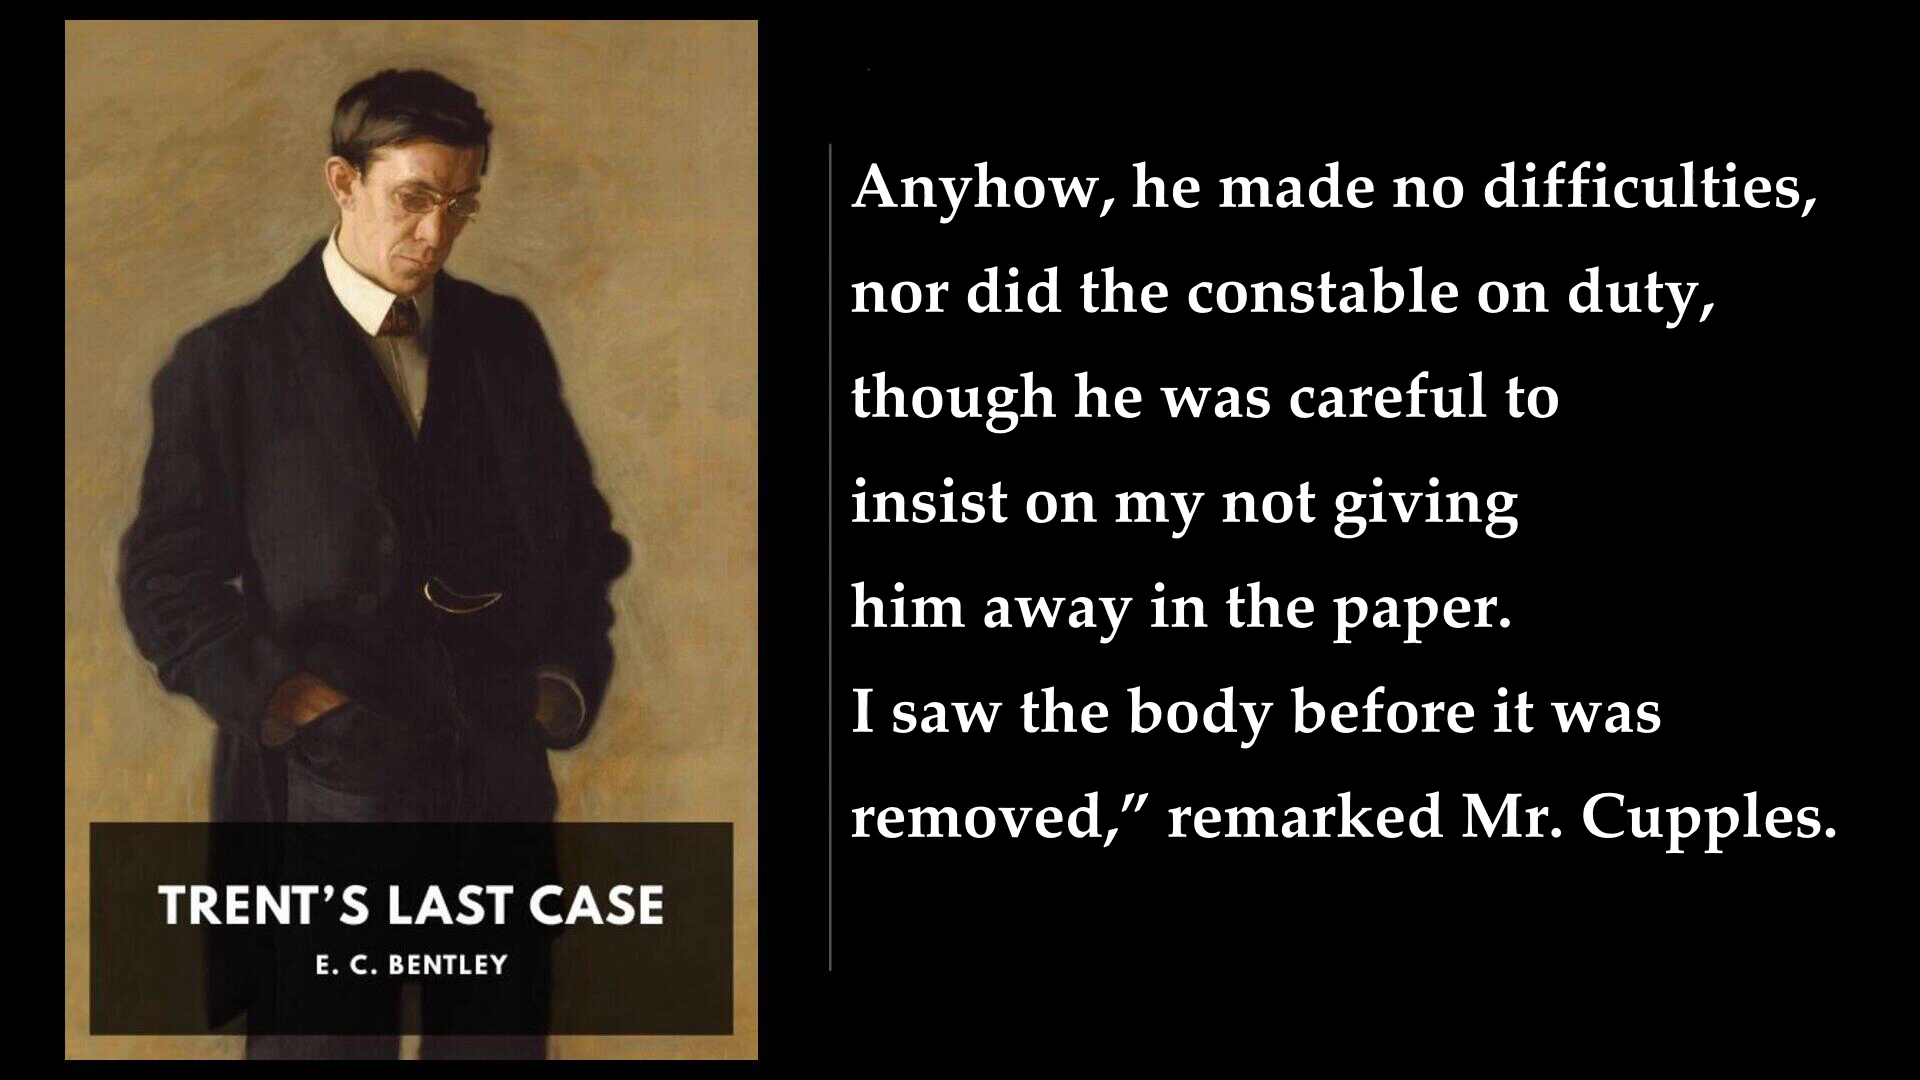 TRENT’S LAST CASE
E. C. BENTLEY
Anyhow, he made no difficulties,
nor did the constable on duty,
though he was careful to
insist on my not giving
him away in the paper.
I saw the body before it was
removed,” remarked Mr. Cupples.